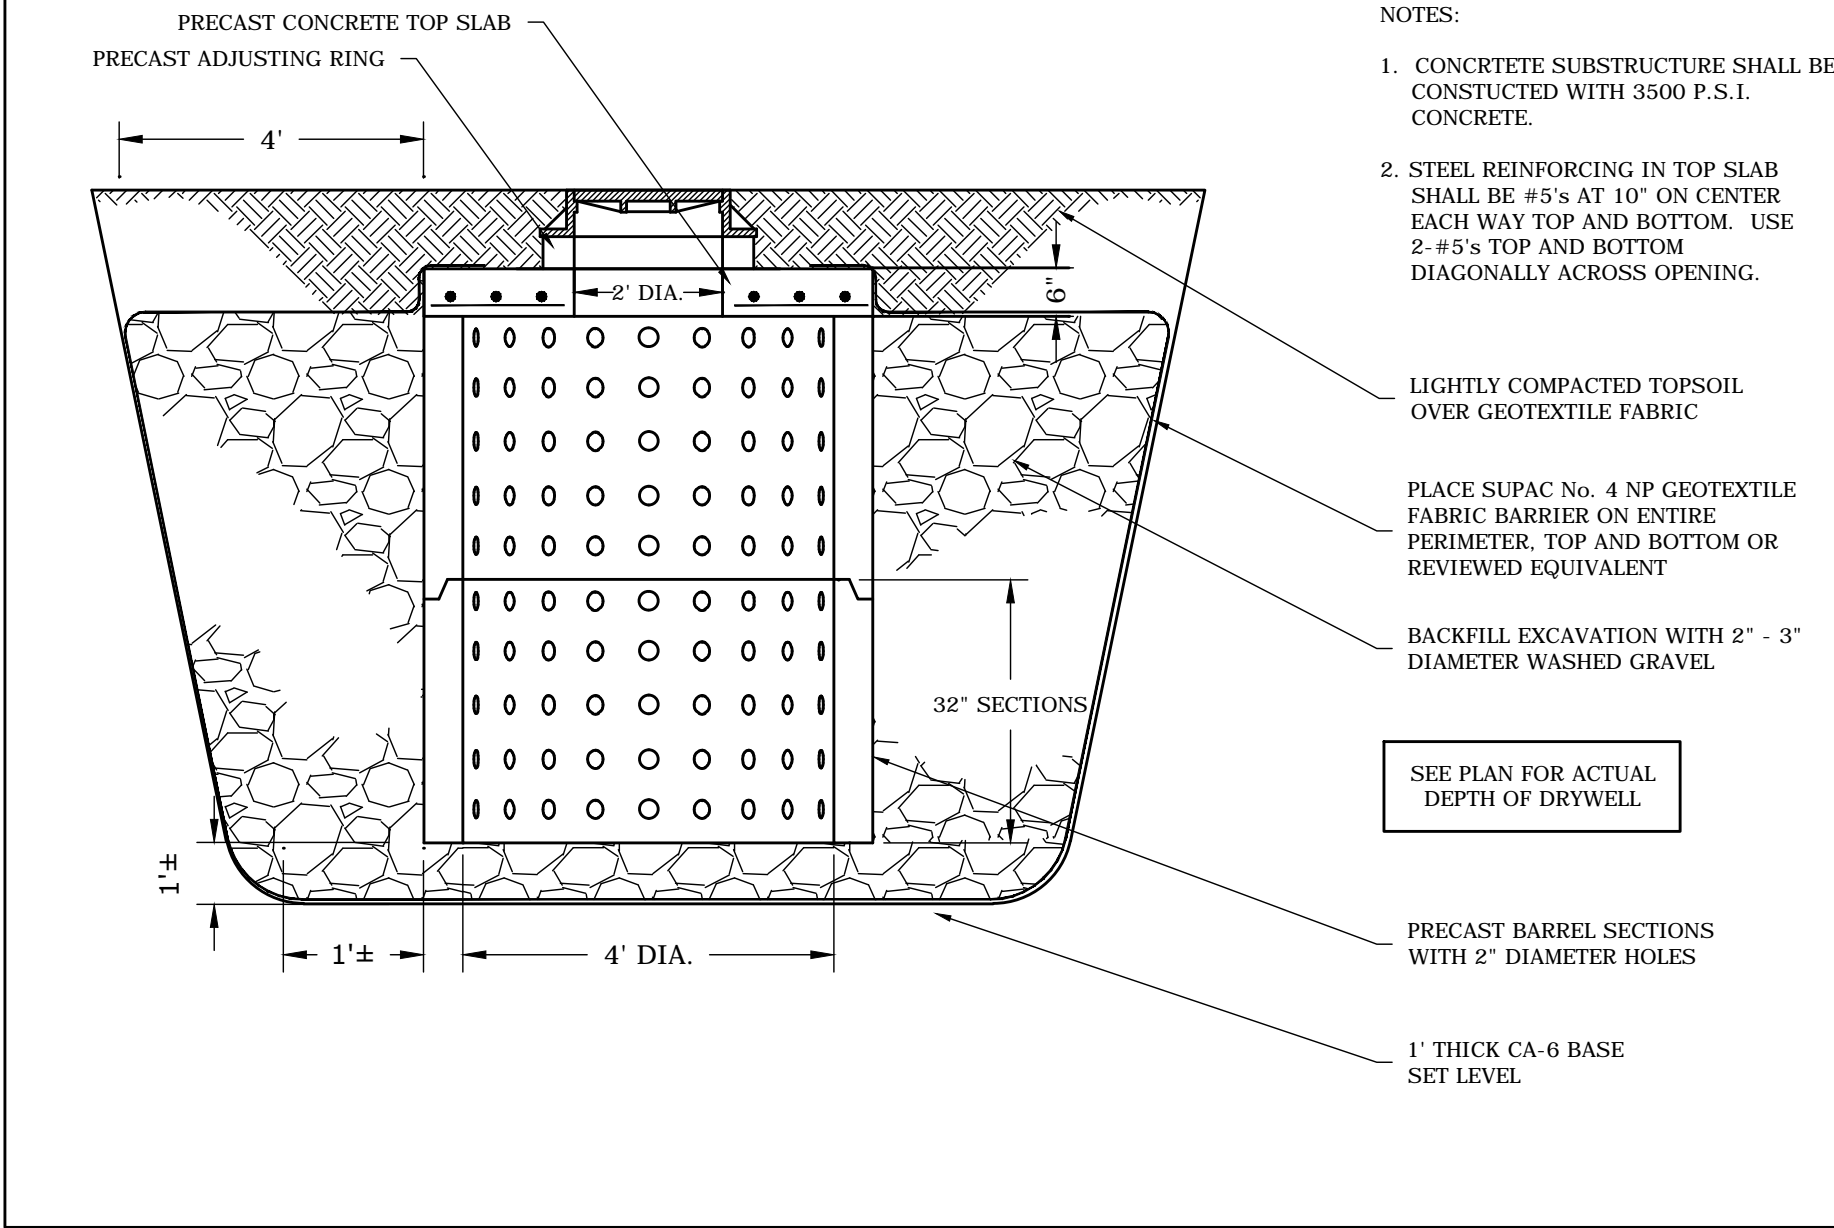 PRECAST CONCRETE TOP SLAB
PRECAST ADJUSTING RING
4'
2' DIA.
6"
32" SECTIONS
1'±
1'±
4' DIA.
NOTES:
1. CONCRTETE SUBSTRUCTURE SHALL BE
CONSTUCTED WITH 3500 P.S.I.
CONCRETE.
2. STEEL REINFORCING IN TOP SLAB
SHALL BE #5's AT 10" ON CENTER
EACH WAY TOP AND BOTTOM. USE
2-#5's TOP AND BOTTOM
DIAGONALLY ACROSS OPENING.
LIGHTLY COMPACTED TOPSOIL
OVER GEOTEXTILE FABRIC
PLACE SUPAC No. 4 NP GEOTEXTILE
FABRIC BARRIER ON ENTIRE
PERIMETER, TOP AND BOTTOM OR
REVIEWED EQUIVALENT
BACKFILL EXCAVATION WITH 2" - 3"
DIAMETER WASHED GRAVEL
SEE PLAN FOR ACTUAL
DEPTH OF DRYWELL
PRECAST BARREL SECTIONS
WITH 2" DIAMETER HOLES
1' THICK CA-6 BASE
SET LEVEL